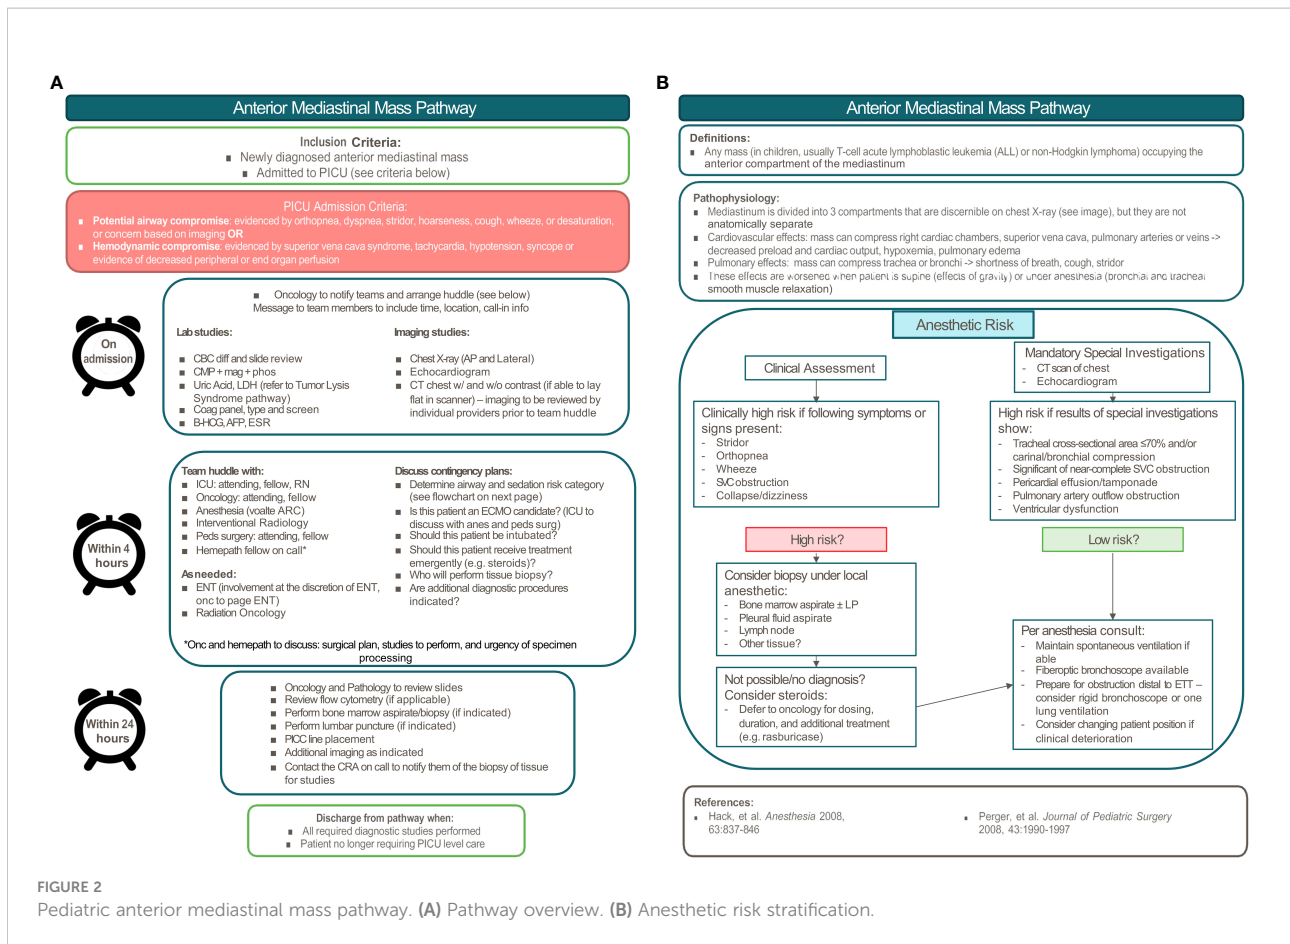 A
Anterior Mediastinal Mass Pathway
Inclusion Criteria:
■ Newly diagnosed anterior mediastinal mass
■ Admitted to PICU (see criteria below)
PICU Admission Criteria:
■ Potential airway compromise: evidenced by orthopnea, dyspnea, stridor, hoarseness, cough, wheeze, or desaturation,
or concern based on imaging OR
■ Hemodynamic compromise: evidenced by superior vena cava syndrome, tachycardia, hypotension, syncope or
evidence of decreased peripheral or end organ perfusion
On
admission
■ Oncology to notify teams and arrange huddle (see below)
Message to team members to include time, location, call-in info
Lab studies:
■ CBC diff and slide review
■ CMP + mag + phos
■ Uric Acid, LDH (refer to Tumor Lysis
Syndrome pathway)
■ Coag panel, type and screen
■ B-HCG, AFP, ESR
Imaging studies:
■ Chest X-ray (AP and Lateral)
■ Echocardiogram
■ CT chest w/ and w/o contrast (if able to lay
flat in scanner) – imaging to be reviewed by
individual providers prior to team huddle
Within 4
hours
Team huddle with:
■ ICU: attending, fellow, RN
■ Oncology: attending, fellow
■ Anesthesia (voalte ARC)
■ Interventional Radiology
■ Peds surgery: attending, fellow
■ Hemepath fellow on call*
As needed:
■ ENT (involvement at the discretion of ENT,
onc to page ENT)
■ Radiation Oncology
Discuss contingency plans:
■ Determine airway and sedation risk category
(see flowchart on next page)
■ Is this patient an ECMO candidate? (ICU to
discuss with anes and peds surg)
■ Should this patient be intubated?
■ Should this patient receive treatment
emergently (e.g. steroids)?
■ Who will perform tissue biopsy?
■ Are additional diagnostic procedures
indicated?
*Onc and hemepath to discuss: surgical plan, studies to perform, and urgency of specimen
processing
Within 24
hours
■ Oncology and Pathology to review slides
■ Review flow cytometry (if applicable)
■ Perform bone marrow aspirate/biopsy (if indicated)
■ Perform lumbar puncture (if indicated)
■ PICC line placement
■ Additional imaging as indicated
■ Contact the CRA on call to notify them of the biopsy of tissue
for studies
Discharge from pathway when:
■ All required diagnostic studies performed
■ Patient no longer requiring PICU level care
B
Anterior Mediastinal Mass Pathway
Definitions:
■ Any mass (in children, usually T-cell acute lymphoblastic leukemia (ALL) or non-Hodgkin lymphoma) occupying the
anterior compartment of the mediastinum
Pathophysiology:
■ Mediastinum is divided into 3 compartments that are discernible on chest X-ray (see image), but they are not
anatomically separate
■ Cardiovascular effects: mass can compress right cardiac chambers, superior vena cava, pulmonary arteries or veins ->
decreased preload and cardiac output, hypoxemia, pulmonary edema
■ Pulmonary effects: mass can compress trachea or bronchi -> shortness of breath, cough, stridor
■ These effects are worsened when patient is supine (effects of gravity) or under anesthesia (bronchial and tracheal
smooth muscle relaxation)
Anesthetic Risk
Clinical Assessment
Clinically high risk if following symptoms or
signs present:
- Stridor
- Orthopnea
- Wheeze
- SVC obstruction
- Collapse/dizziness
Mandatory Special Investigations
- CT scan of chest
- Echocardiogram
High risk if results of special investigations
show:
- Tracheal cross-sectional area ≤70% and/or
carinal/bronchial compression
- Significant of near-complete SVC obstruction
- Pericardial effusion/tamponade
- Pulmonary artery outflow obstruction
- Ventricular dysfunction
High risk?
Low risk?
Consider biopsy under local
anesthetic:
- Bone marrow aspirate ± LP
- Pleural fluid aspirate
- Lymph node
- Other tissue?
Not possible/no diagnosis?
Consider steroids:
- Defer to oncology for dosing,
duration, and additional treatment
(e.g. rasburicase)
Per anesthesia consult:
- Maintain spontaneous ventilation if
able
- Fiberoptic bronchoscope available
- Prepare for obstruction distal to ETT –
consider rigid bronchoscope or one
lung ventilation
- Consider changing patient position if
clinical deterioration
References:
■ Hack, et al. Anesthesia 2008,
63:837-846
■ Perger, et al. Journal of Pediatric Surgery
2008, 43:1990-1997
FIGURE 2
Pediatric anterior mediastinal mass pathway. (A) Pathway overview. (B) Anesthetic risk stratification.